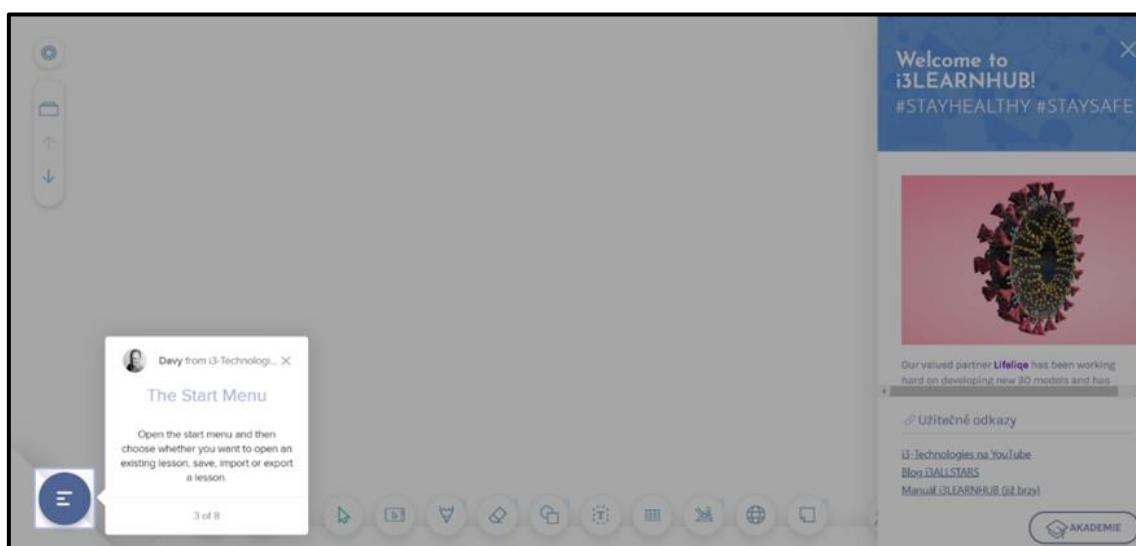 Welcome to
i3LEARNHUB!
#STAYHEALTHY #STAYSAFE
Our valued partner Lifeliqe has been working
hard on developing new 3D models and has
Užitečné odkazy
i3-Technologies na YouTube
Blog i3ALLSTARS
Manuál i3LEARNHUB (již brzy)
AKADEMIE
Davy from i3-Technologi...
The Start Menu
Open the start menu and then
choose whether you want to open an
existing lesson, save, import or export
a lesson.
3 of 8